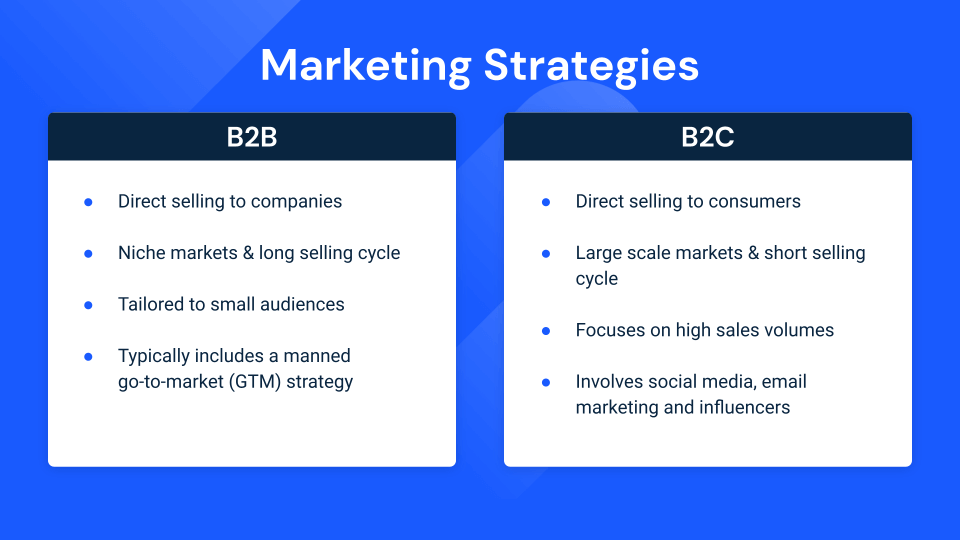 Marketing Strategies
B2B
● Direct selling to companies
● Niche markets & long selling cycle
● Tailored to small audiences
● Typically includes a manned
go-to-market (GTM) strategy
B2C
● Direct selling to consumers
● Large scale markets & short selling
cycle
● Focuses on high sales volumes
● Involves social media, email
marketing and influencers